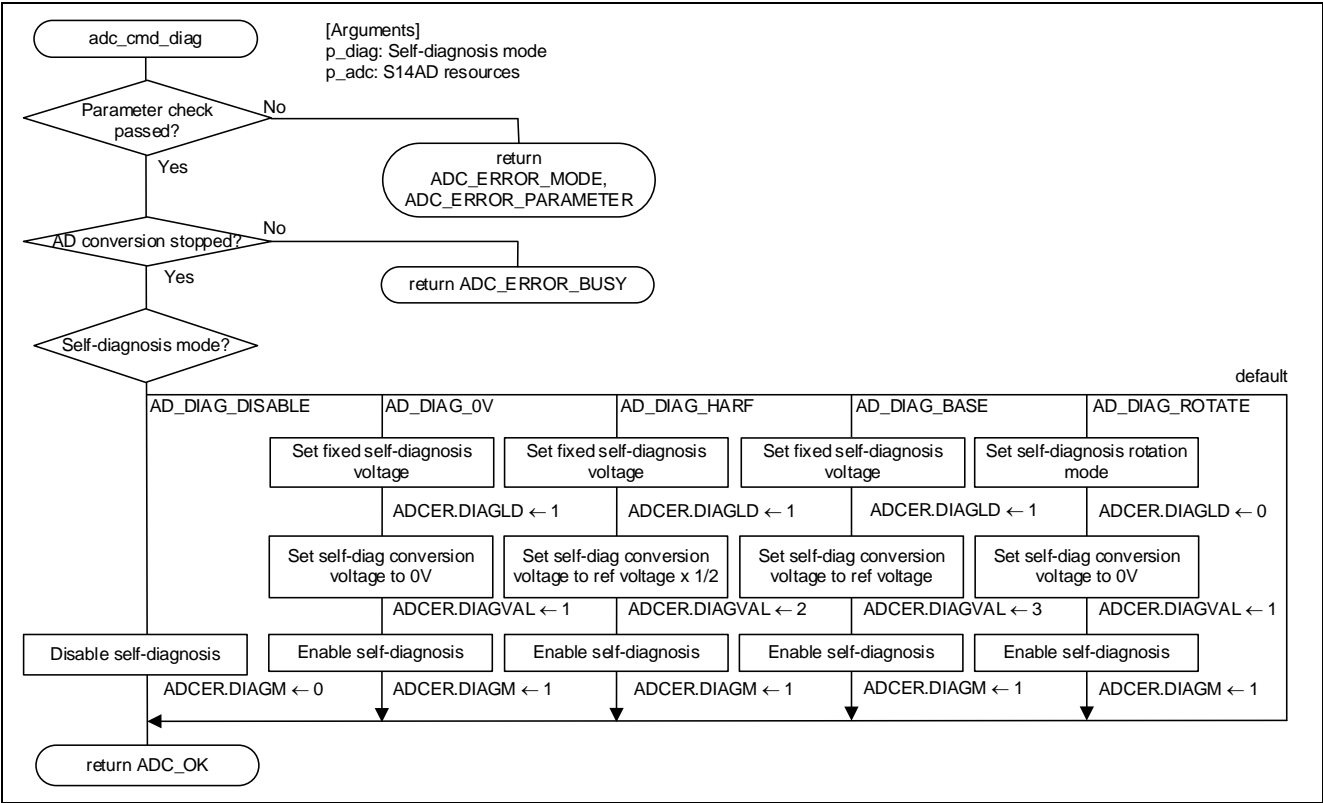 adc_cmd_diag
[Arguments]
p_diag: Self-diagnosis mode
p_adc: S14AD resources
Parameter check
passed?
No
Yes
return
ADC_ERROR_MODE,
ADC_ERROR_PARAMETER
AD conversion stopped?
No
Yes
return ADC_ERROR_BUSY
Self-diagnosis mode?
default
AD_DIAG_DISABLE
AD_DIAG_0V
AD_DIAG_HARF
AD_DIAG_BASE
AD_DIAG_ROTATE
Set fixed self-diagnosis
voltage
Set fixed self-diagnosis
voltage
Set fixed self-diagnosis
voltage
Set self-diagnosis rotation
mode
ADCER.DIAGLD ← 1
ADCER.DIAGLD ← 1
ADCER.DIAGLD ← 1
ADCER.DIAGLD ← 0
Set self-diag conversion
voltage to 0V
Set self-diag conversion
voltage to ref voltage x 1/2
Set self-diag conversion
voltage to ref voltage
Set self-diag conversion
voltage to 0V
ADCER.DIAGVAL ← 1
ADCER.DIAGVAL ← 2
ADCER.DIAGVAL ← 3
ADCER.DIAGVAL ← 1
Disable self-diagnosis
Enable self-diagnosis
Enable self-diagnosis
Enable self-diagnosis
Enable self-diagnosis
ADCER.DIAGM ← 0
ADCER.DIAGM ← 1
ADCER.DIAGM ← 1
ADCER.DIAGM ← 1
ADCER.DIAGM ← 1
return ADC_OK